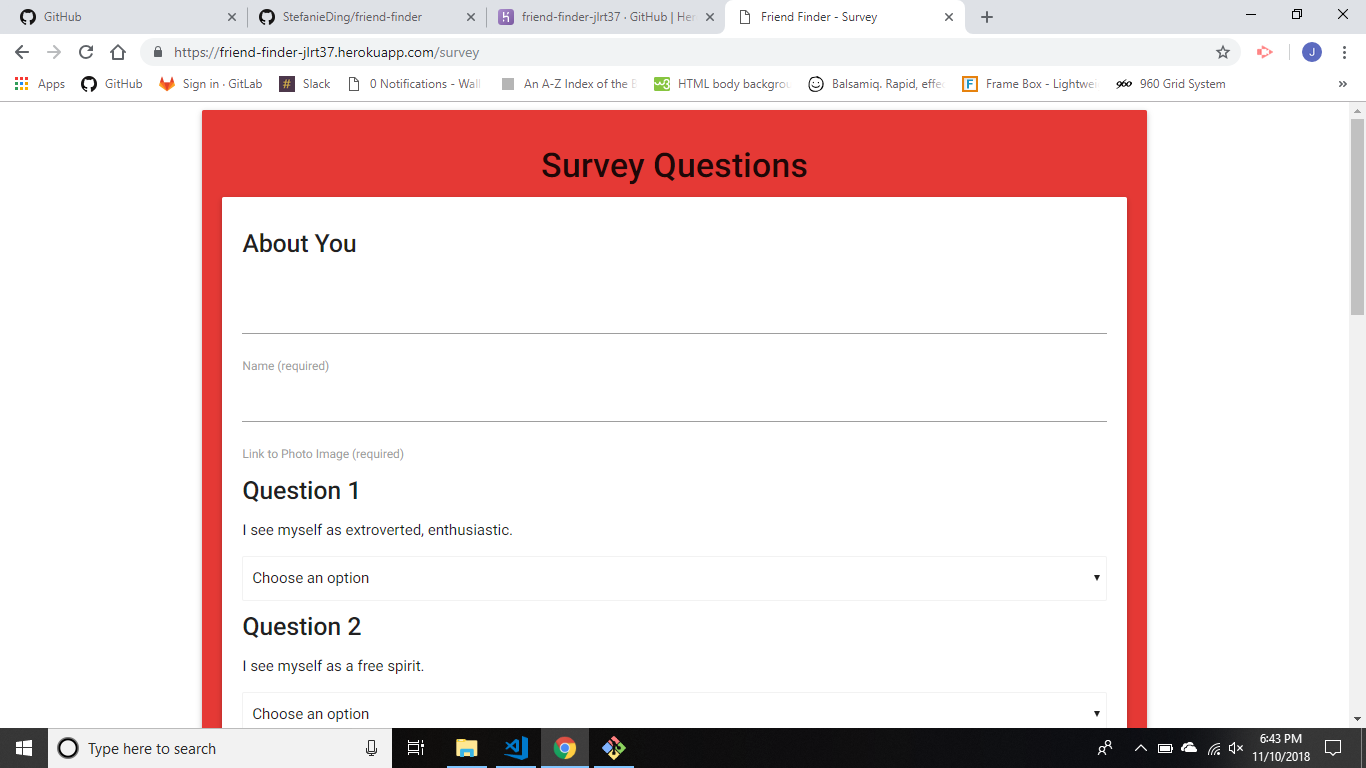 GitHub
StefanieDing/friend-finder
friend-finder-jlrt37 · GitHub | Her
Friend Finder - Survey
https://friend-finder-jlrt37.herokuapp.com/survey
J
Apps
GitHub
Sign in · GitLab
Slack
0 Notifications - Wall
An A-Z Index of the B
HTML body backgrou
Balsamiq. Rapid, effec
Frame Box - Lightwei
960 Grid System
Survey Questions
About You
Name (required)
Link to Photo Image (required)
Question 1
I see myself as extroverted, enthusiastic.
Choose an option
Question 2
I see myself as a free spirit.
Choose an option
Type here to search
6:43 PM
11/10/2018